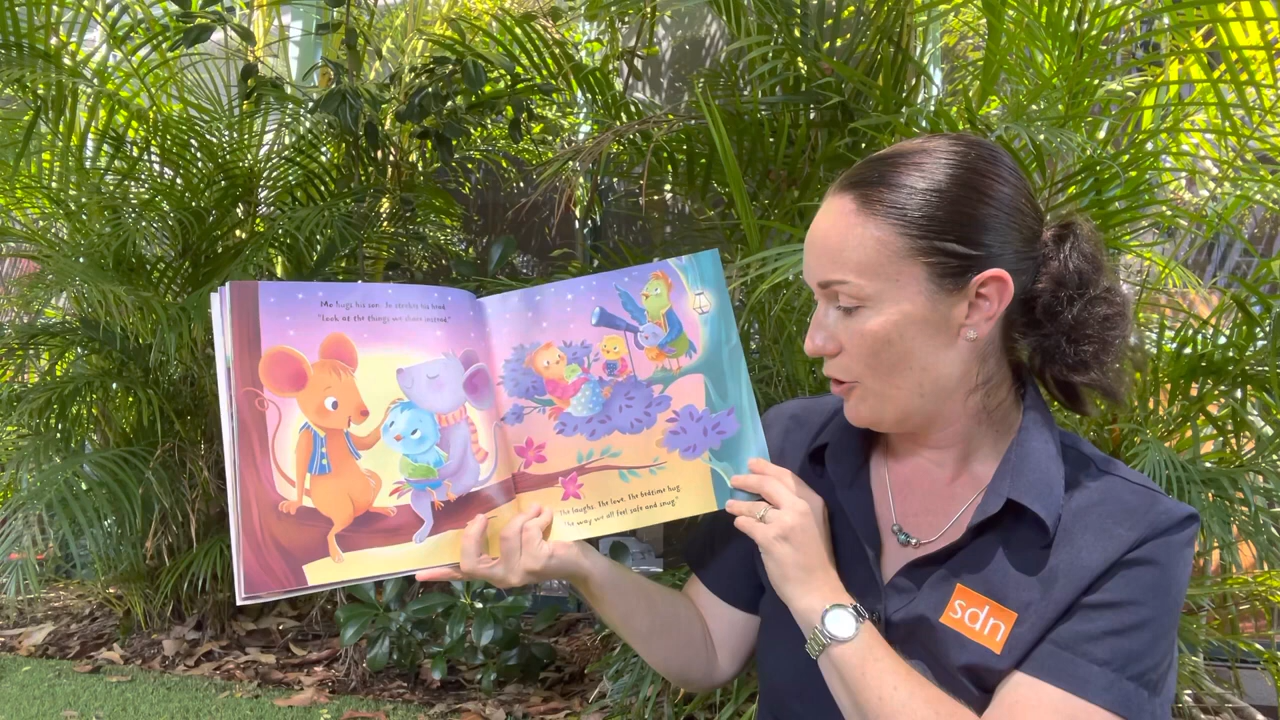 Mo hugs his son. He strokes his head.
"Look at the things we share instead."
The laughs. The love. The bedtime hug.
The way we all feel safe and snug."
sdn